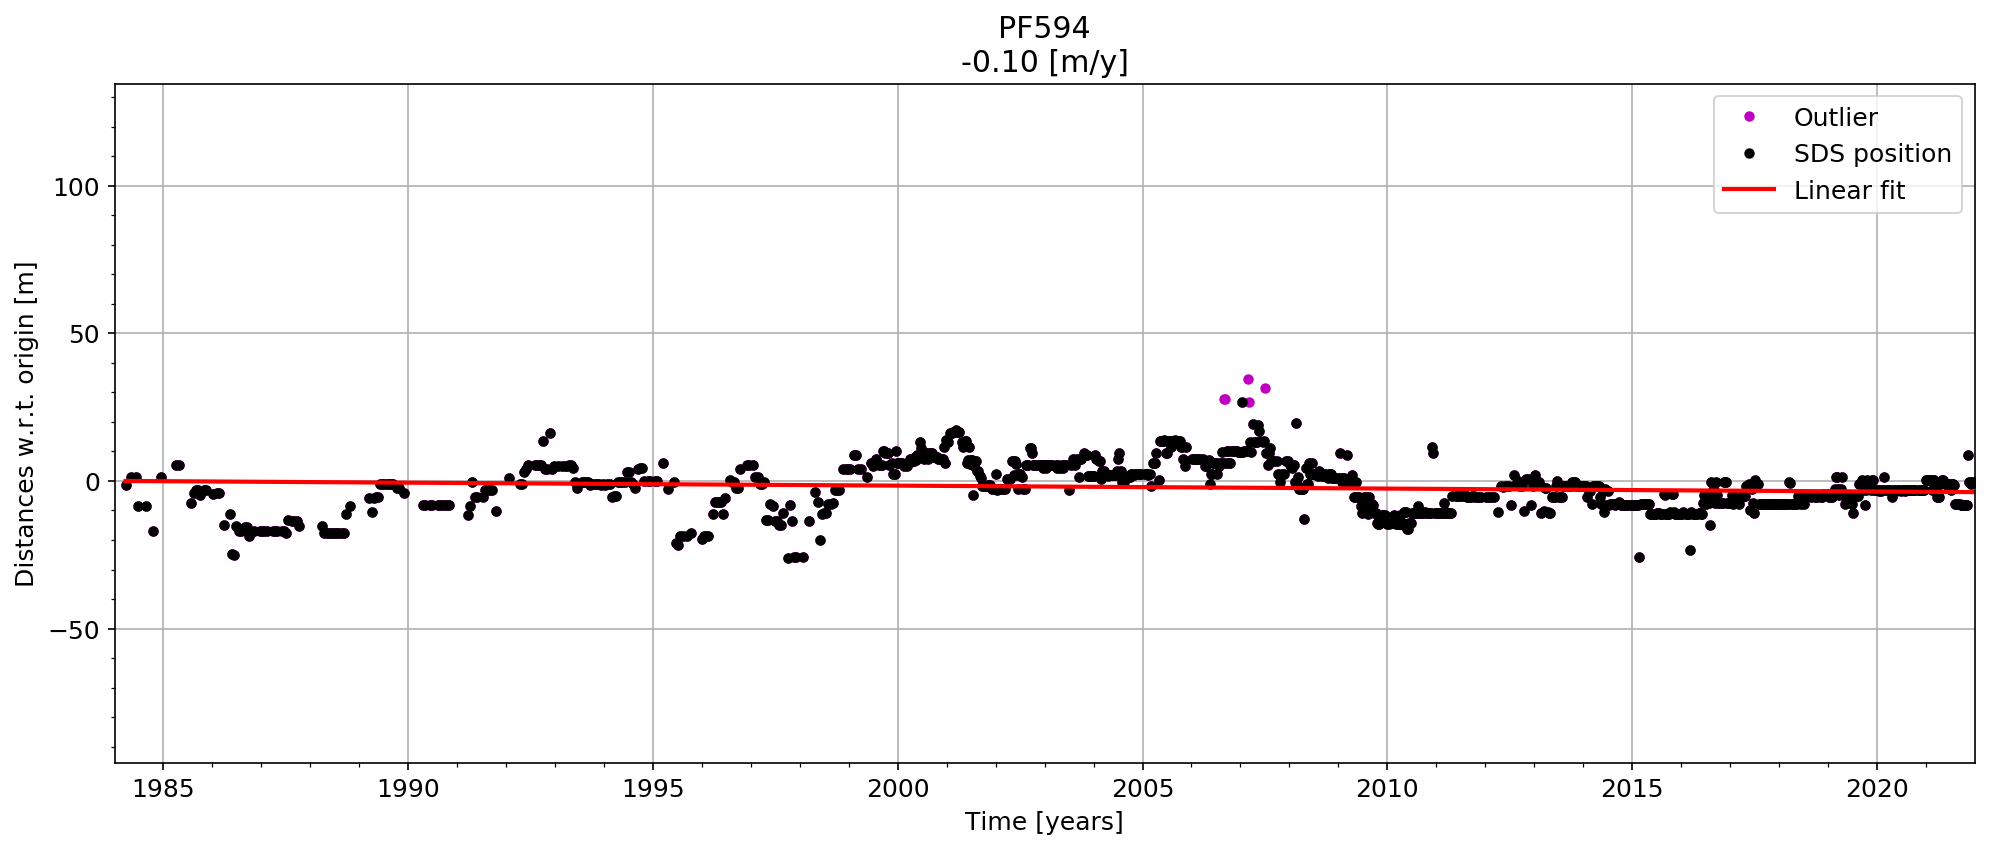 PF594
-0.10 [m/y]
Outlier
SDS position
Linear fit
Distances w.r.t. origin [m]
100
50
0
−50
1985 1990 1995 2000 2005 2010 2015 2020
Time [years]